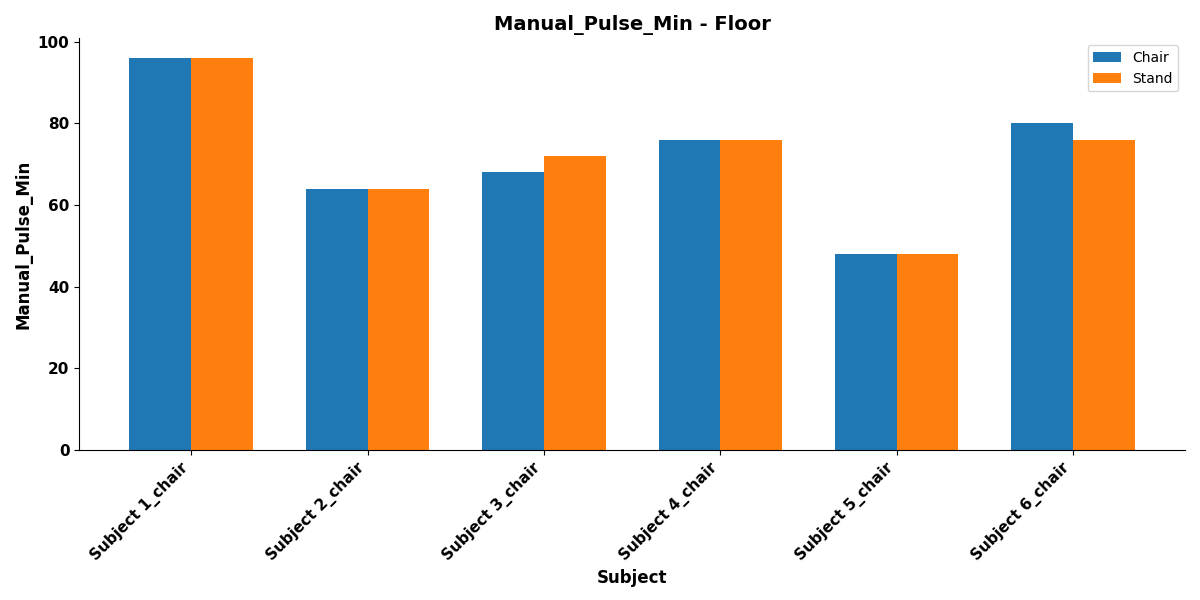 Manual_Pulse_Min - Floor
Chair
Stand
Manual_Pulse_Min
100
80
60
40
20
0
Subject 1_chair
Subject 2_chair
Subject 3_chair
Subject 4_chair
Subject 5_chair
Subject 6_chair
Subject